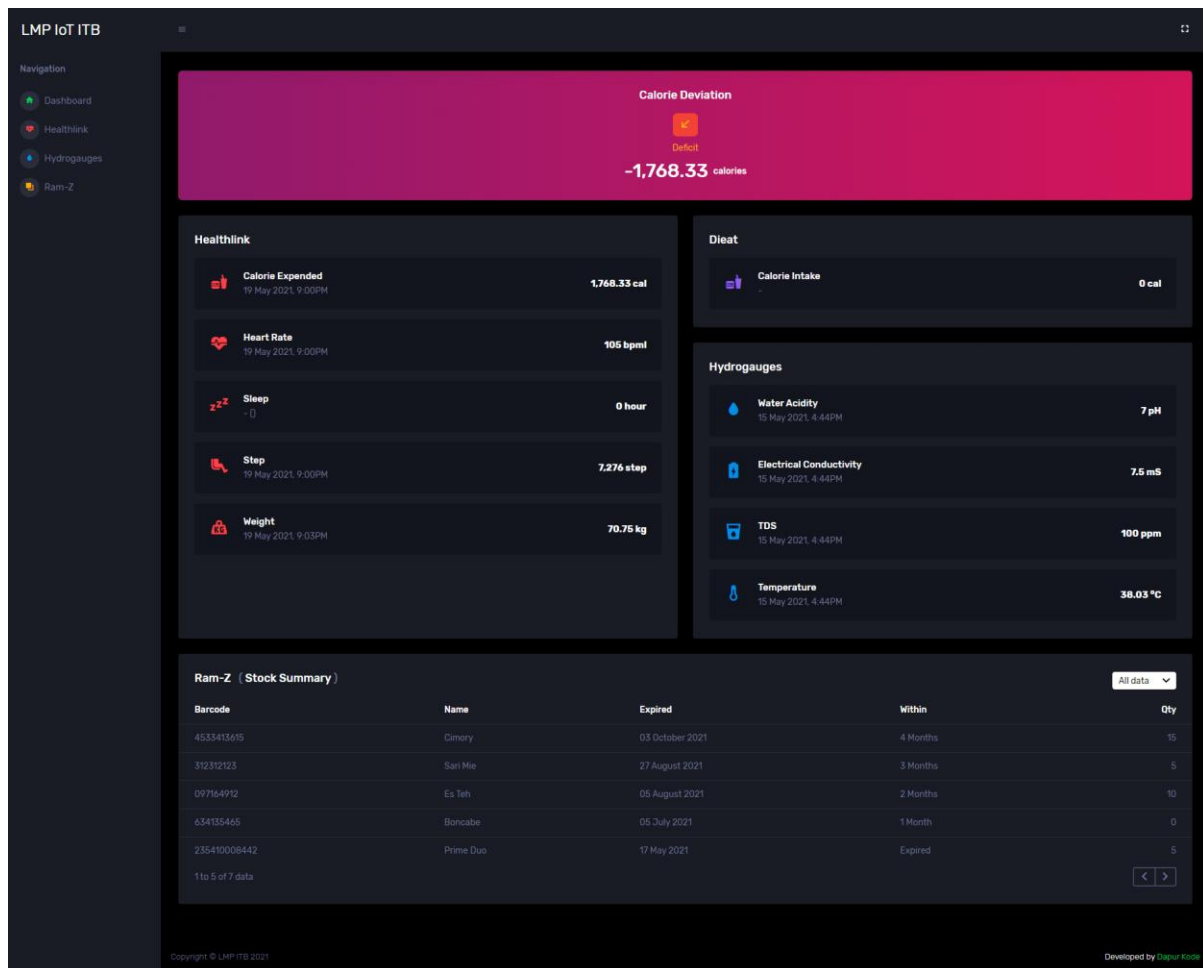 LMP IoT ITB
Navigation
Dashboard
Healthlink
Hydrogauges
Ram-Z
Calorie Deviation
Deficit
-1,768.33 calories
Healthlink
Calorie Expended
19 May 2021, 9:00PM
1,768.33 cal
Heart Rate
19 May 2021, 9:00PM
105 bpml
Sleep
- ()
0 hour
Step
19 May 2021, 9:00PM
7,276 step
Weight
19 May 2021, 9:03PM
70.75 kg
Dieat
Calorie Intake
-
0 cal
Hydrogauges
Water Acidity
15 May 2021, 4:44PM
7 pH
Electrical Conductivity
15 May 2021, 4:44PM
7.5 mS
TDS
15 May 2021, 4:44PM
100 ppm
Temperature
15 May 2021, 4:44PM
38.03 °C
Ram-Z ( Stock Summary )
All data
Barcode Name Expired Within Qty
4533413615 Cimory 03 October 2021 4 Months 15
312312123 Sari Mie 27 August 2021 3 Months 5
097164912 Es Teh 05 August 2021 2 Months 10
634135465 Boncabe 05 July 2021 1 Month 0
235410008442 Prime Duo 17 May 2021 Expired 5
1 to 5 of 7 data
Copyright © LMP ITB 2021
Developed by Dapur Kode